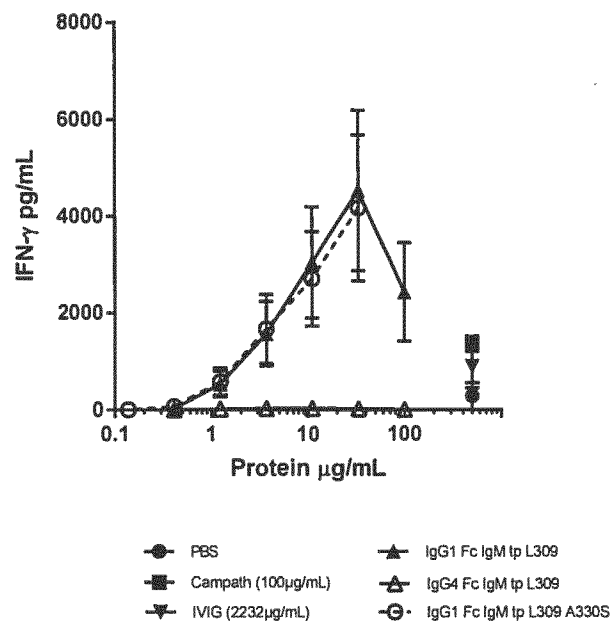 8000
6000
4000
2000
0
IFN-γ pg/mL
0.1 1 10 100
Protein µg/mL
PBS
Campath (100µg/mL)
IVIG (2232µg/mL)
IgG1 Fc IgM tp L309
IgG4 Fc IgM tp L309
IgG1 Fc IgM tp L309 A330S